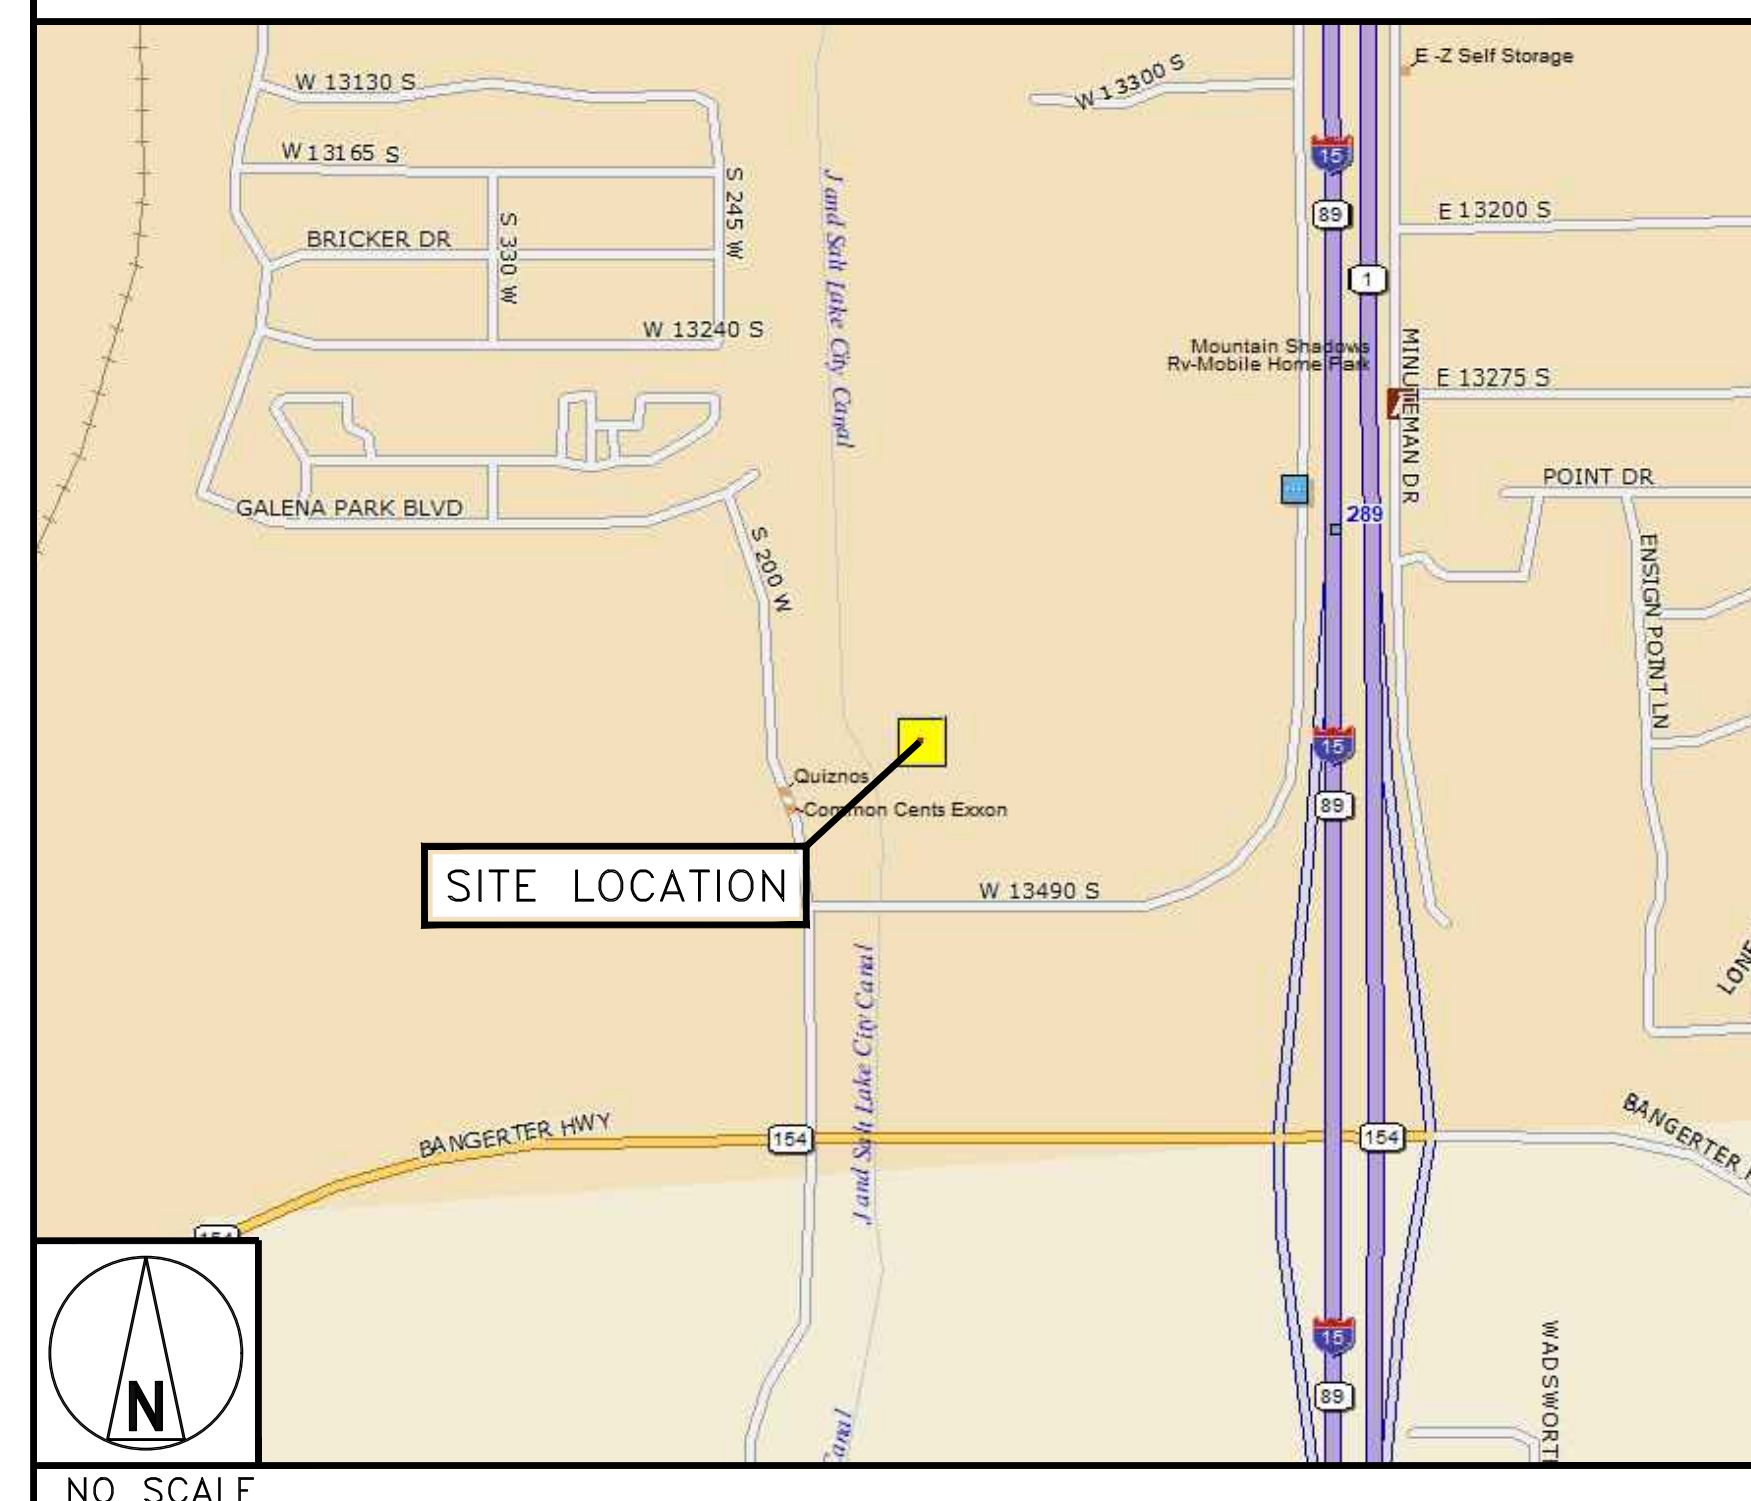 E -Z Self Storage
W 13300 S
W 13130 S
W 13165 S
S 245 W
J and Salt Lake City Canal
15
89
E 13200 S
S 330 W
BRICKER DR
1
W 13240 S
Mountain Shadows
Rv-Mobile Home Park
MINUTEMAN DR
E 13275 S
POINT DR
GALENA PARK BLVD
289
S 200 W
ENSIGN POINT LN
15
Quiznos
89
Common Cents Exxon
SITE LOCATION
W 13490 S
J and Salt Lake City Canal
BANGERTER HWY
154
154
BANGERTER
154
15
WADSWORTH
89
N
Canal
NO SCALE